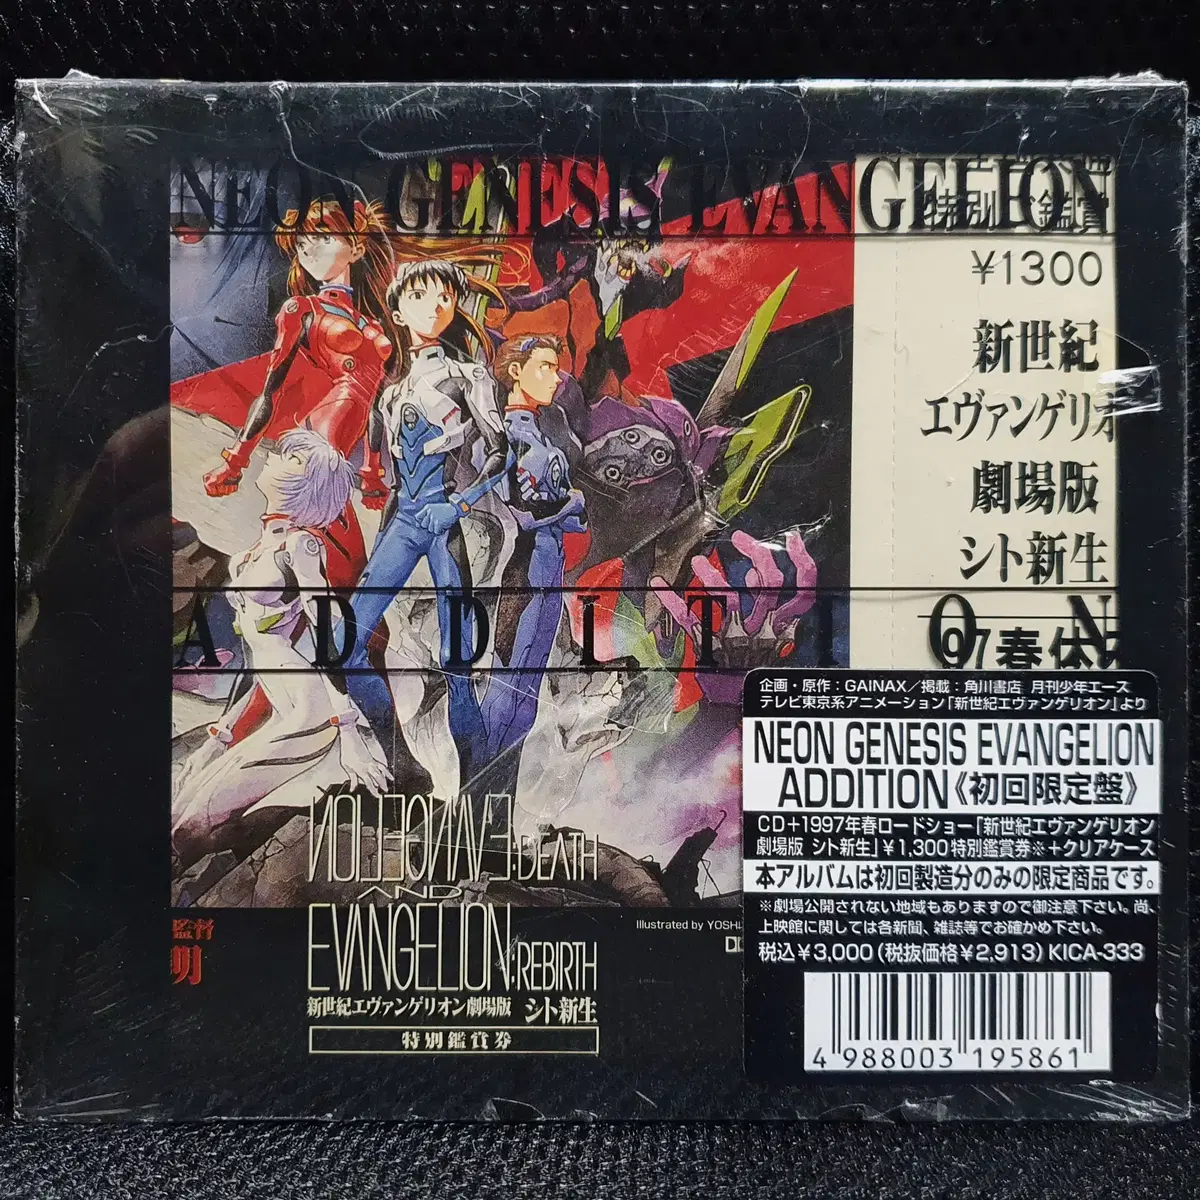 NEON GENESIS EVANGELION
特別 鑑賞
¥1300
新世紀
エヴァンゲリオ
劇場版
シト新生
ADDITION
97春休
EVANGELION:DEATH
AND
EVANGELION:REBIRTH
新世紀エヴァンゲリオン劇場版 シト新生
特別鑑賞券
監督
明
Illustrated by YOSHI
企画・原作:GAINAX/掲載:角川書店 月刊少年エース
テレビ東京系アニメーション「新世紀エヴァンゲリオン」より
NEON GENESIS EVANGELION
ADDITION《初回限定盤》
CD+1997年春ロードショー「新世紀エヴァンゲリオン
劇場版 シト新生」¥1,300特別鑑賞券※+クリアケース
本アルバムは初回製造分のみの限定商品です。
※劇場公開されない地域もありますので御注意下さい。尚、
上映館に関しては各新聞、雑誌等でお確かめ下さい。
税込¥3,000(税抜価格¥2,913) KICA-333
4 988003 195861